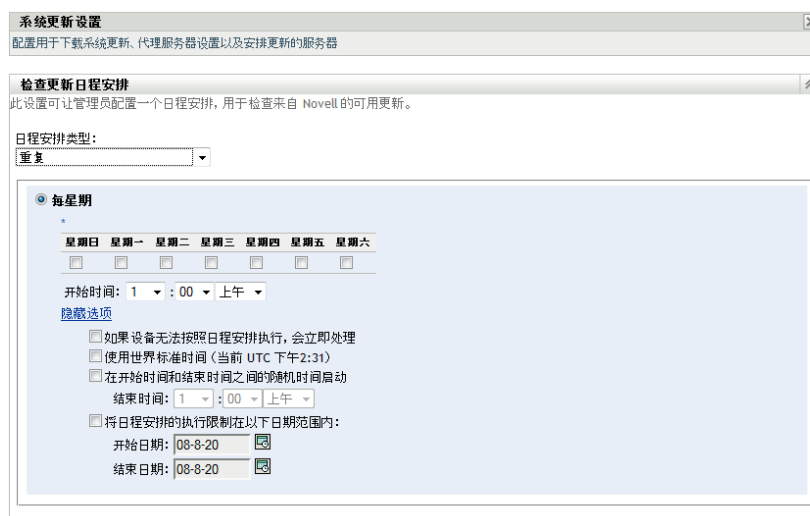 系统更新设置
配置用于下载系统更新、代理服务器设置以及安排更新的服务器
检查更新日程安排
此设置可让管理员配置一个日程安排, 用于检查来自 Novell 的可用更新。
日程安排类型:
重复
每星期
*
星期日 星期一 星期二 星期三 星期四 星期五 星期六
开始时间: 1 : 00 上午
隐藏选项
如果设备无法按照日程安排执行, 会立即处理
使用世界标准时间 (当前 UTC 下午2:31)
在开始时间和结束时间之间的随机时间启动
结束时间: 1 : 00 上午
将日程安排的执行限制在以下日期范围内:
开始日期: 08-8-20
结束日期: 08-8-20